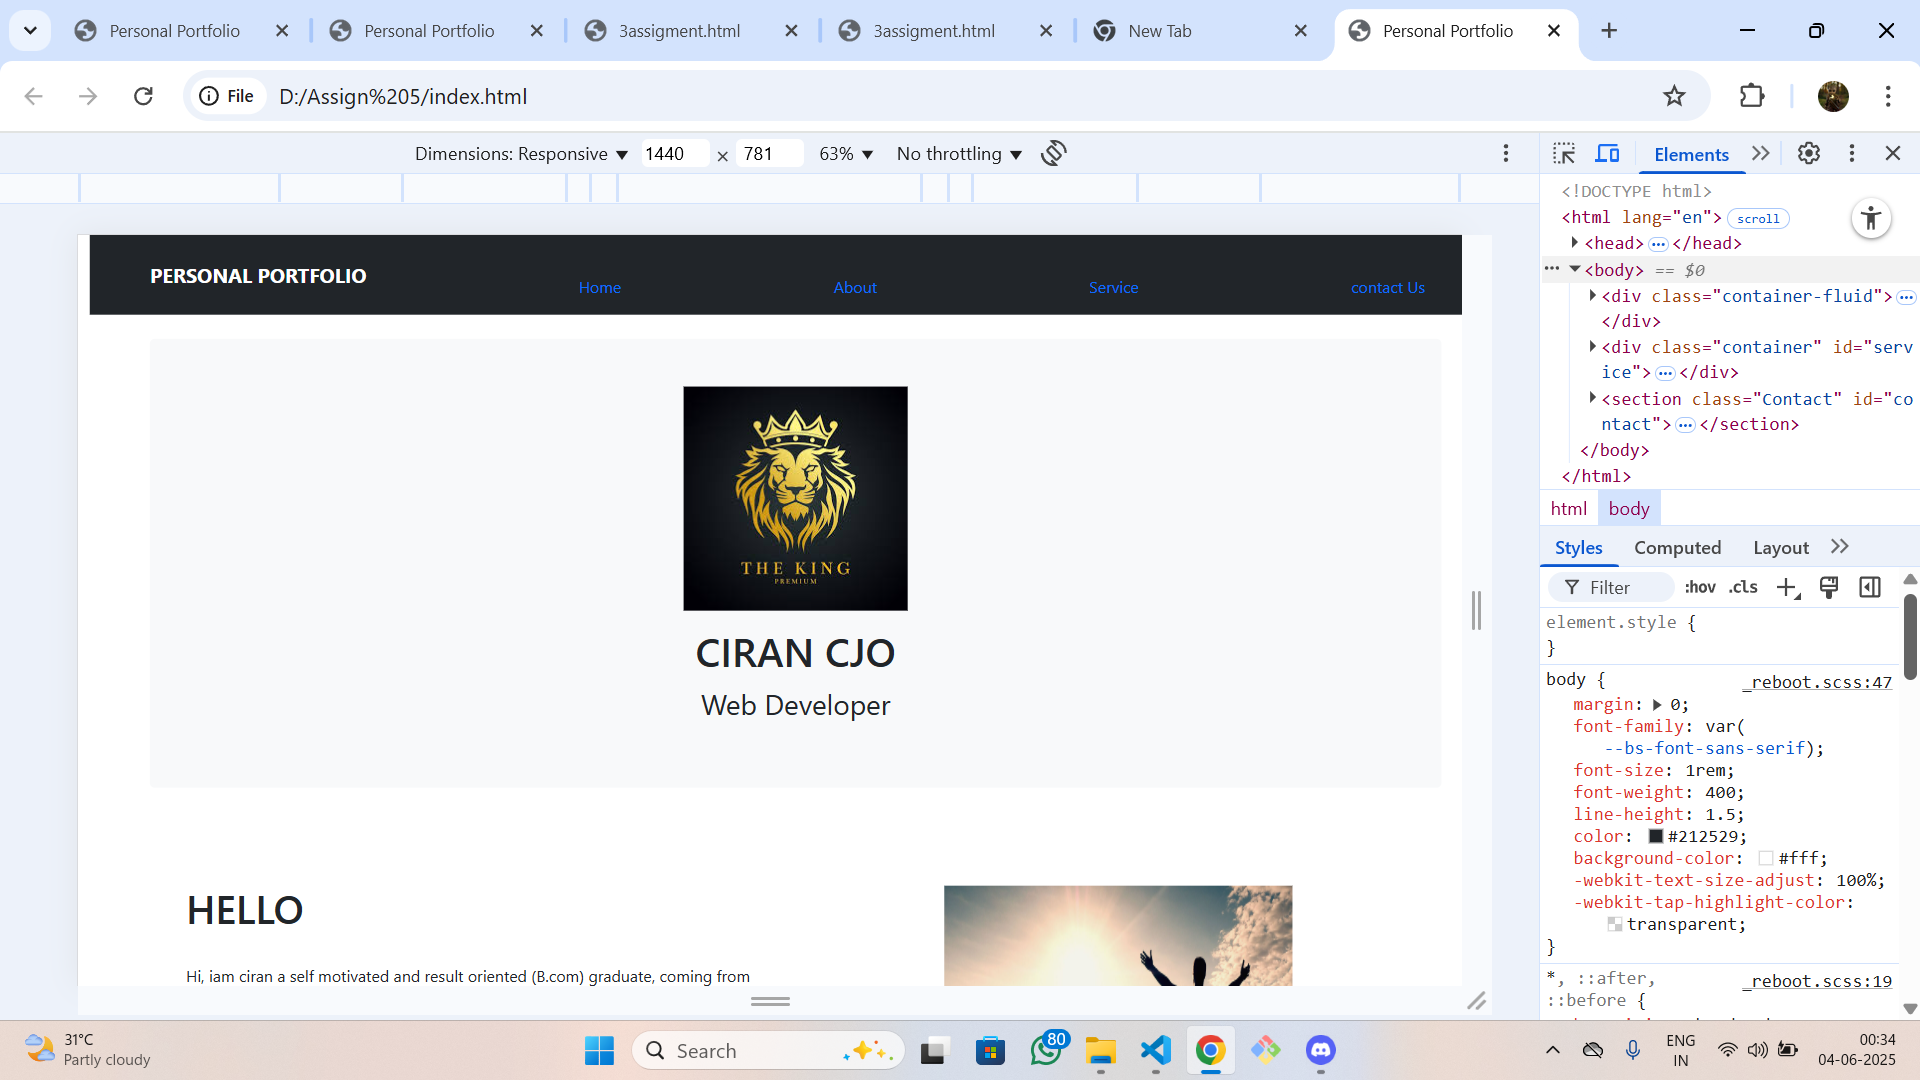 Personal Portfolio
Personal Portfolio
3assigment.html
3assigment.html
New Tab
Personal Portfolio
File
D:/Assign%205/index.html
Dimensions: Responsive
1440
×
781
63%
No throttling
Elements
<!DOCTYPE html>
<html lang="en">
scroll
<head> ⋯ </head>
⋯ <body> == $0
<div class="container-fluid"> ⋯
</div>
<div class="container" id="serv
ice"> ⋯ </div>
<section class="Contact" id="co
ntact"> ⋯ </section>
</body>
</html>
html
body
Styles
Computed
Layout
Filter
:hov
.cls
element.style {
}
body {
_reboot.scss:47
margin: 0;
font-family: var(
--bs-font-sans-serif);
font-size: 1rem;
font-weight: 400;
line-height: 1.5;
color: #212529;
background-color: #fff;
-webkit-text-size-adjust: 100%;
-webkit-tap-highlight-color:
transparent;
}
*, ::after,
_reboot.scss:19
::before {
PERSONAL PORTFOLIO
Home
About
Service
contact Us
THE KING
PREMIUM
CIRAN CJO
Web Developer
HELLO
Hi, iam ciran a self motivated and result oriented (B.com) graduate, coming from
31°C
Partly cloudy
Search
80
ENG
IN
00:34
04-06-2025